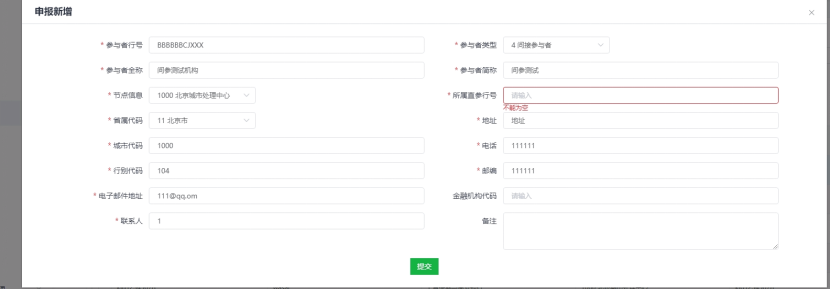 申报新增
* 参与者行号 BBBBBBCJXXX * 参与者类型 4 间接参与者
* 参与者全称 间参测试机构 * 参与者简称 间参测试
* 节点信息 1000 北京城市处理中心 * 所属直参行号 请输入
不能为空
* 省属代码 11 北京市 * 地址 地址
* 城市代码 1000 * 电话 111111
* 行别代码 104 * 邮编 111111
* 电子邮件地址 111@qq.om 金融机构代码 请输入
* 联系人 1 备注
提交